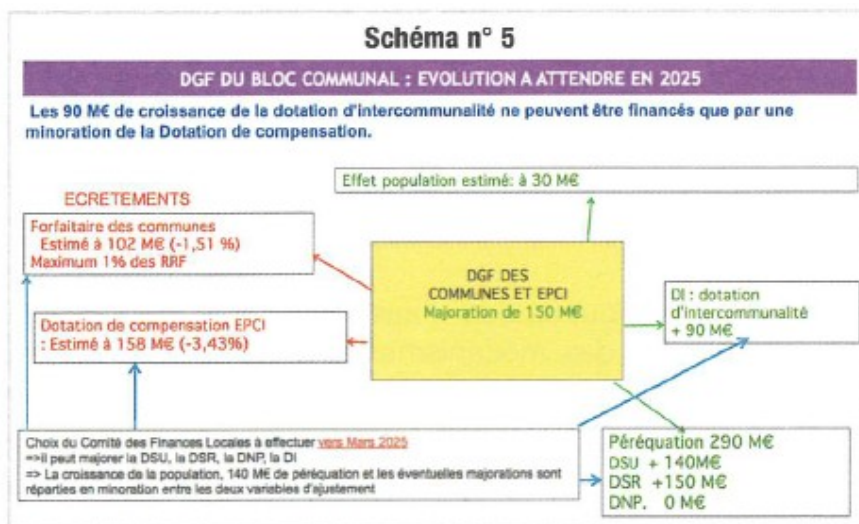 Schéma n° 5
DGF DU BLOC COMMUNAL : EVOLUTION A ATTENDRE EN 2025
Les 90 M€ de croissance de la dotation d'intercommunalité ne peuvent être financés que par une
minoration de la Dotation de compensation.
Effet population estimé: à 30 M€
ECRETEMENTS
Forfaitaire des communes
Estimé à 102 M€ (-1,51 %)
Maximum 1% des RRF
DGF DES
COMMUNES ET EPCI
Majoration de 150 M€
DI : dotation
d'intercommunalité
+ 90 M€
Dotation de compensation EPCI
: Estimé à 158 M€ (-3,43%)
Choix du Comité des Finances Locales à effectuer vers Mars 2025
=>il peut majorer la DSU, la DSR, la DNP, la DI
=> La croissance de la population, 140 M€ de péréquation et les éventuelles majorations sont
réparties en minoration entre les deux variables d'ajustement
Péréquation 290 M€
DSU + 140M€
DSR +150 M€
DNP. 0 M€